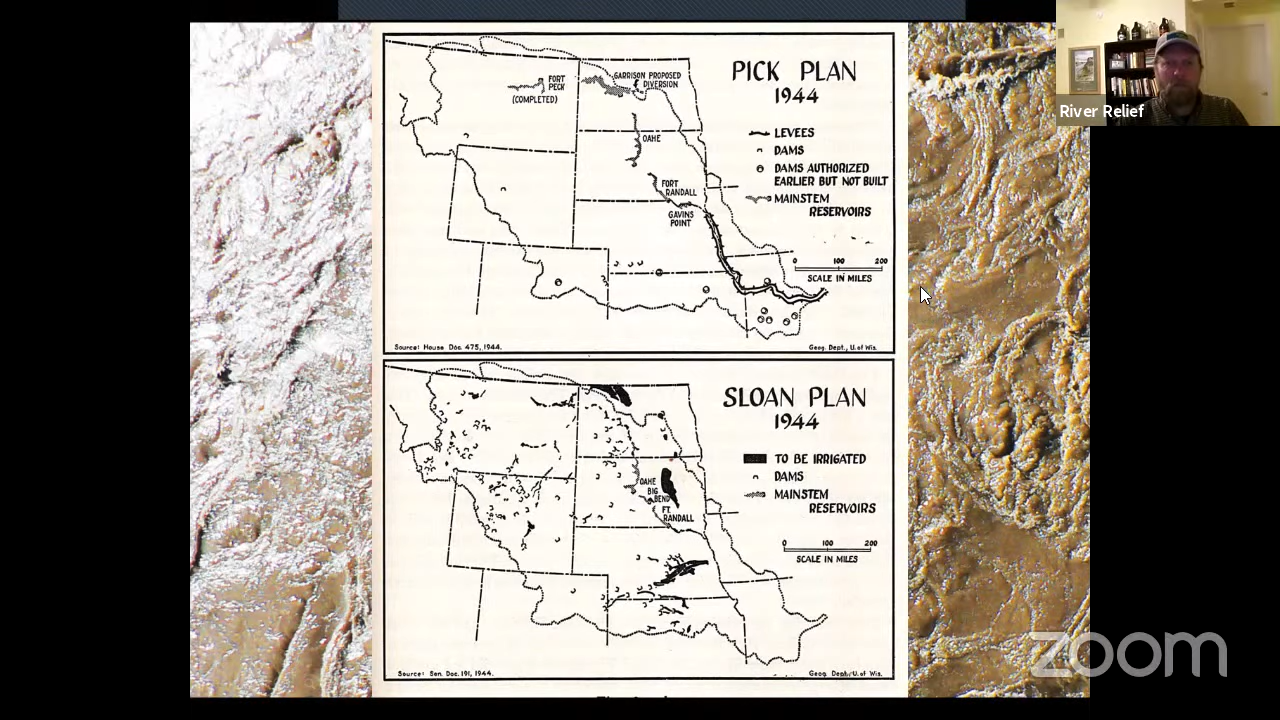 PICK PLAN
1944
FORT
PECK
(COMPLETED)
GARRISON PROPOSED
DIVERSION
OAHE
FORT
RANDALL
GAVINS
POINT
LEVEES
DAMS
DAMS AUTHORIZED
EARLIER BUT NOT BUILT
MAINSTEM
RESERVOIRS
0 100 200
SCALE IN MILES
Source: House Doc. 475, 1944.
Geog. Dept., U. of Wis.
SLOAN PLAN
1944
TO BE IRRIGATED
DAMS
MAINSTEM
RESERVOIRS
OAHE
BIG
BEND
FT.
RANDALL
0 100 200
SCALE IN MILES
Source: Sen. Doc. 191, 1944.
Geog. Dept., U. of Wis.
River Relief
zoom